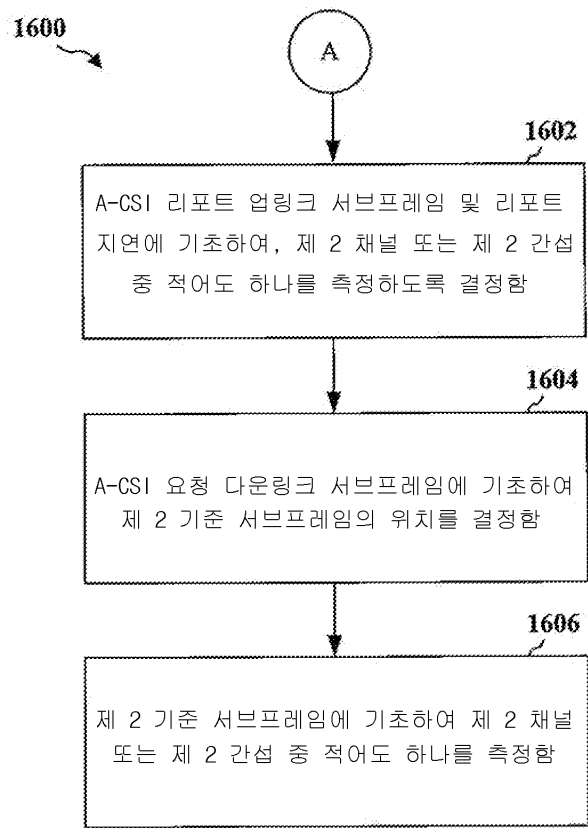 1600
A
1602
A-CSI 리포트 업링크 서브프레임 및 리포트
지연에 기초하여, 제 2 채널 또는 제 2 간섭
중 적어도 하나를 측정하도록 결정함
1604
A-CSI 요청 다운링크 서브프레임에 기초하여
제 2 기준 서브프레임의 위치를 결정함
1606
제 2 기준 서브프레임에 기초하여 제 2 채널
또는 제 2 간섭 중 적어도 하나를 측정함